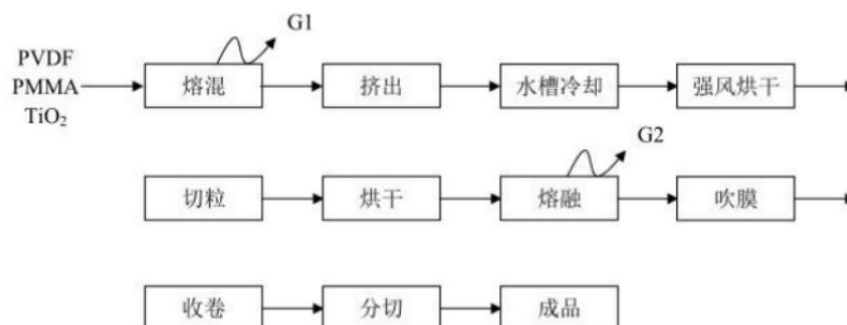 G1
PVDF
PMMA
TiO₂
熔混
挤出
水槽冷却
强风烘干
G2
切粒
烘干
熔融
吹膜
收卷
分切
成品